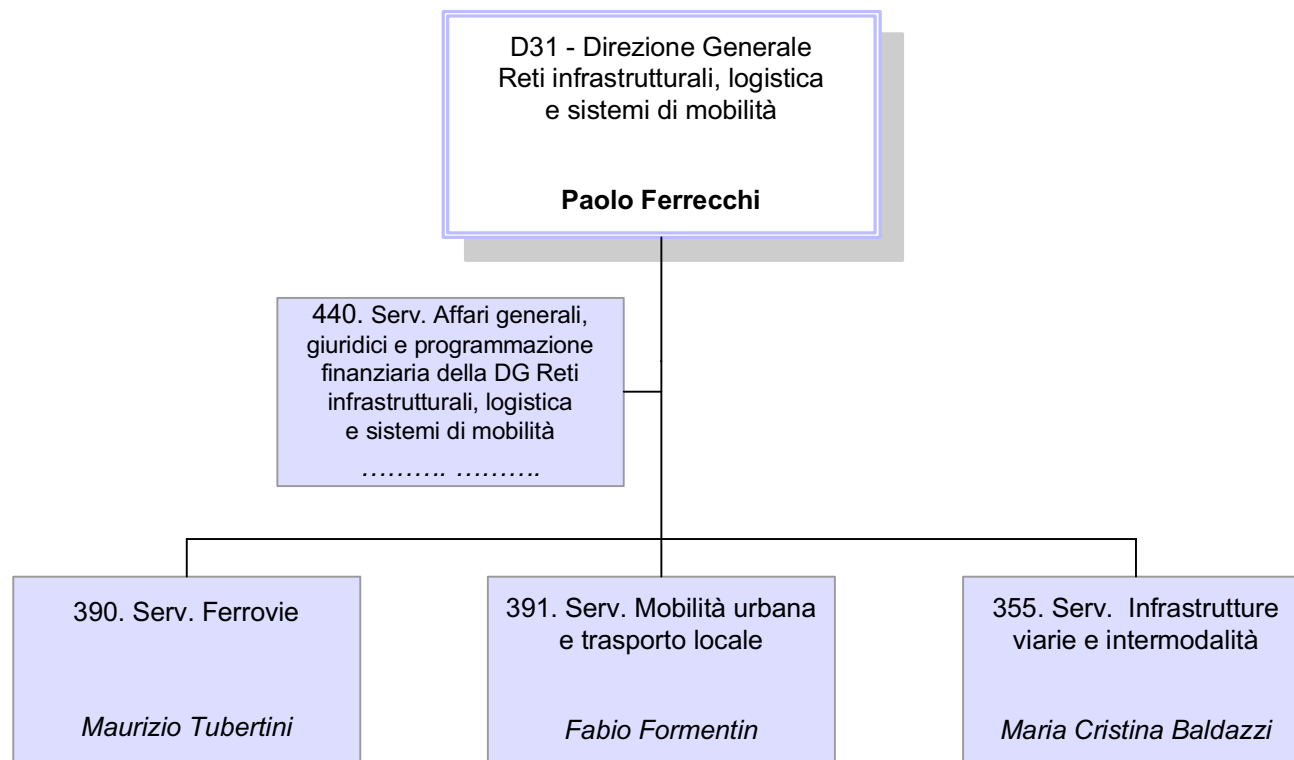 D31 - Direzione Generale
Reti infrastrutturali, logistica
e sistemi di mobilità
Paolo Ferrecchi
440. Serv. Affari generali,
giuridici e programmazione
finanziaria della DG Reti
infrastrutturali, logistica
e sistemi di mobilità
………. ……….
390. Serv. Ferrovie
Maurizio Tubertini
391. Serv. Mobilità urbana
e trasporto locale
Fabio Formentin
355. Serv.  Infrastrutture
viarie e intermodalità
Maria Cristina Baldazzi